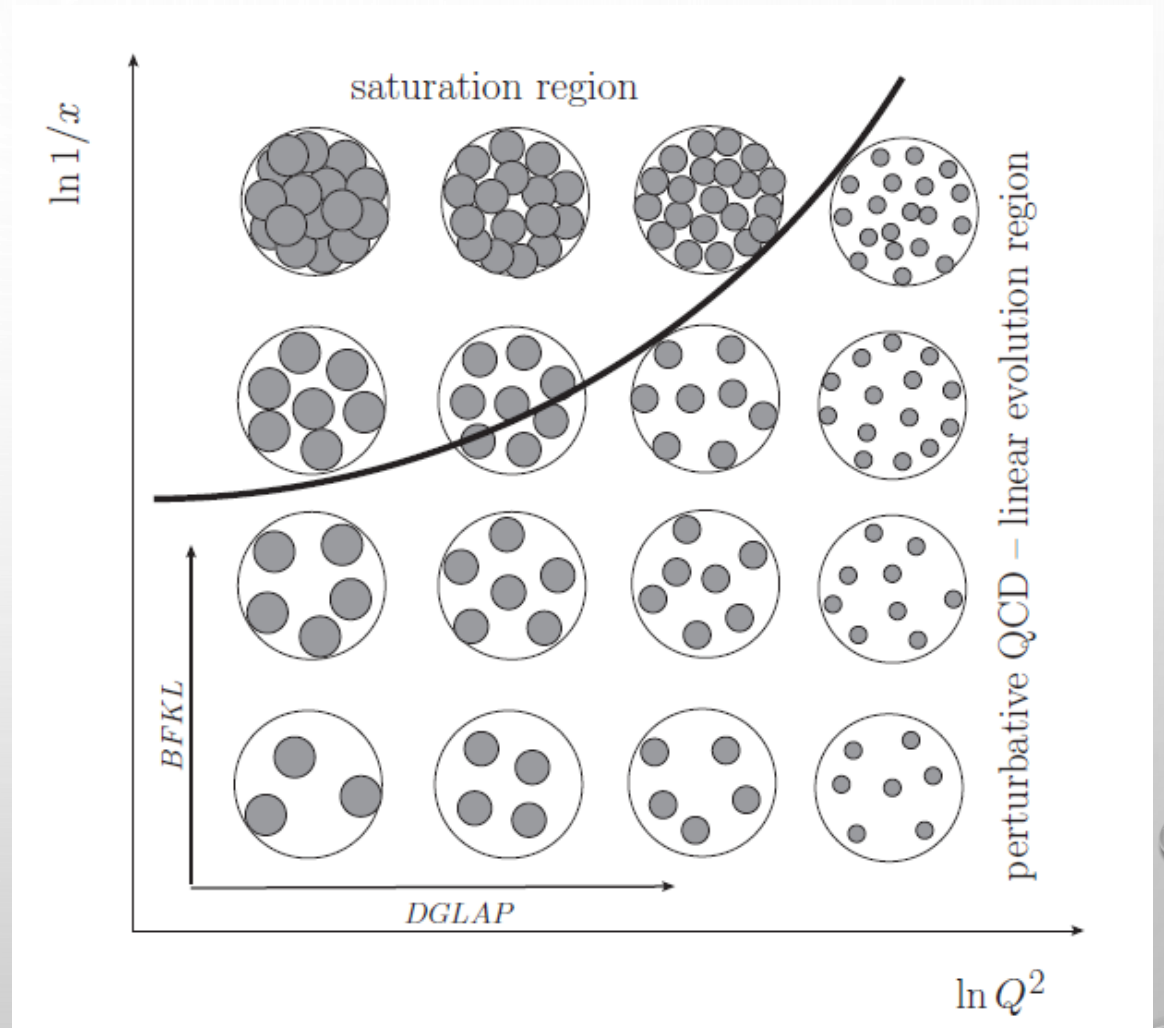 saturation region
ln 1/x
perturbative QCD – linear evolution region
BFKL
DGLAP
ln Q²